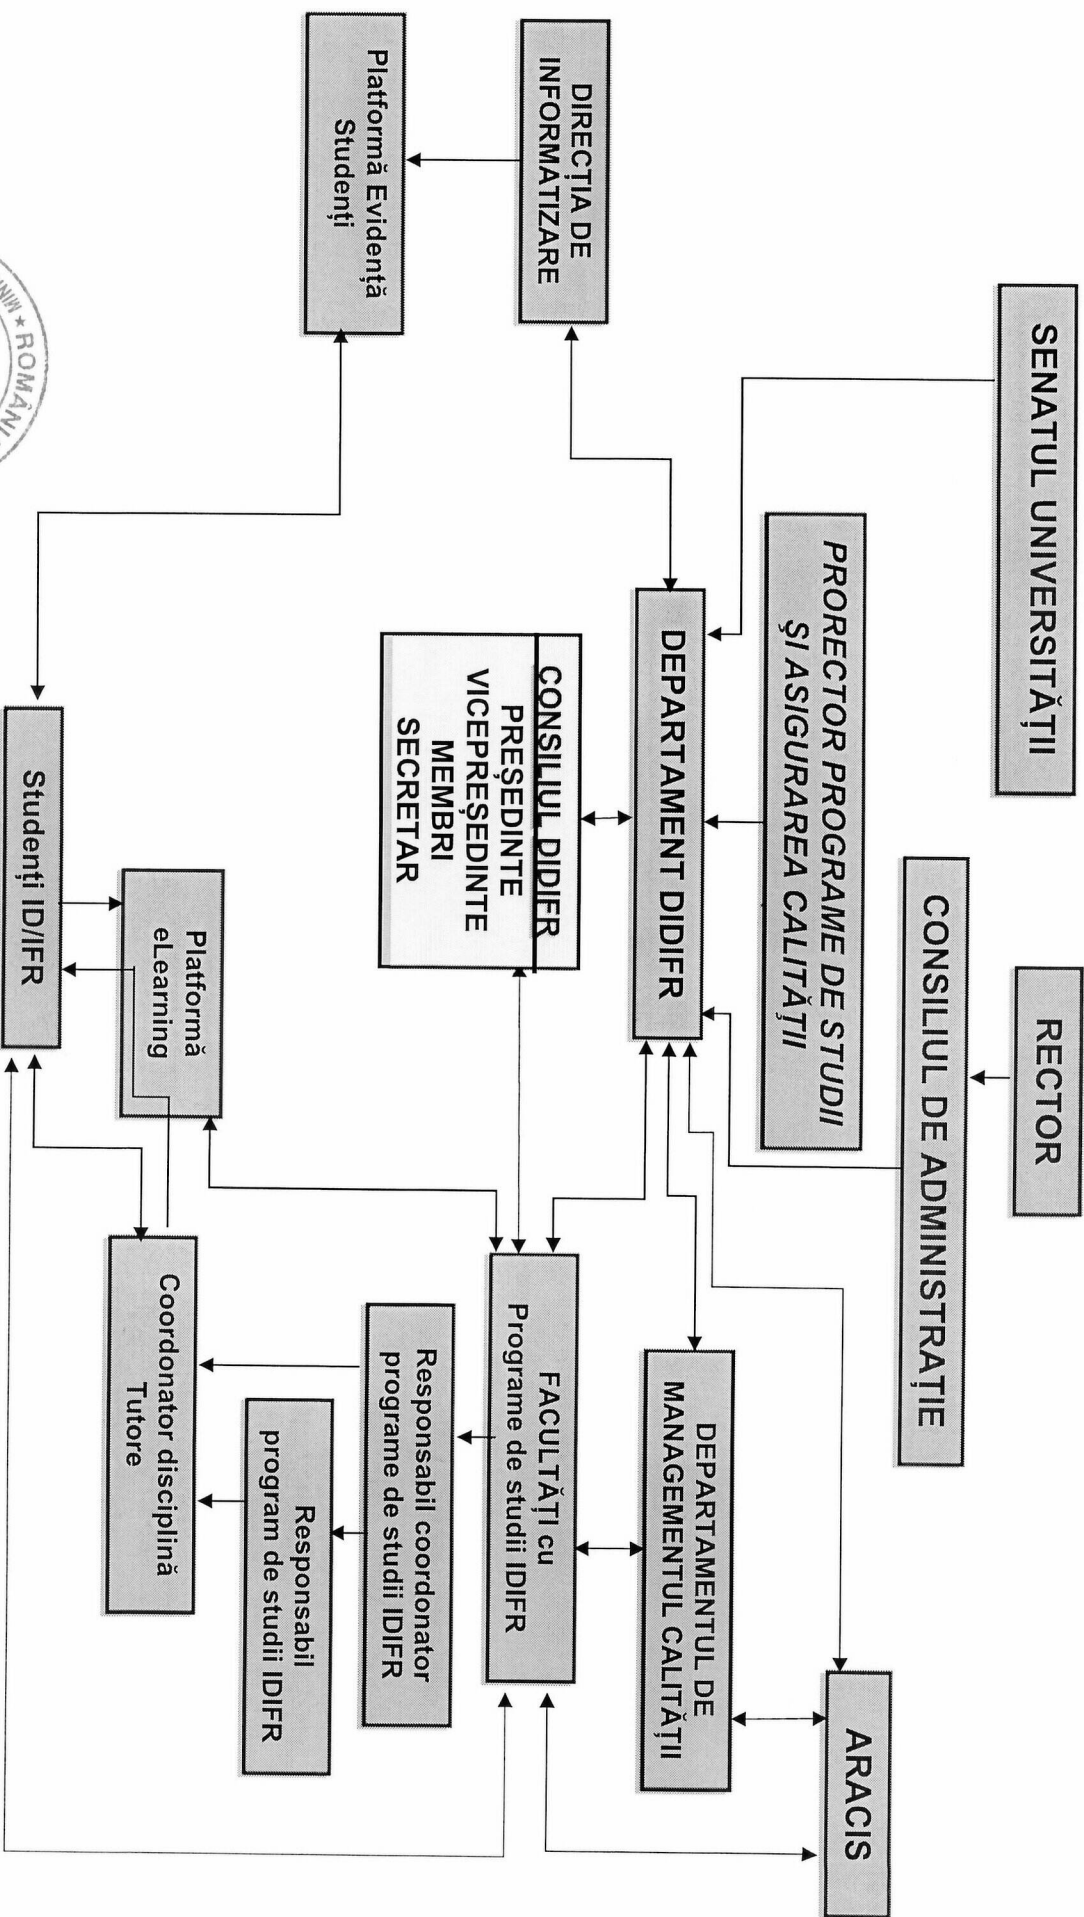 SENATUL UNIVERSITĂȚII
RECTOR
CONSILIUL DE ADMINISTRAȚIE
ARACIS
PRORECTOR PROGRAME DE STUDII
ȘI ASIGURAREA CALITĂȚII
DEPARTAMENT DIDIFR
DEPARTAMENTUL DE
MANAGEMENTUL CALITĂȚII
DIRECȚIA DE
INFORMATIZARE
CONSILIUL DIDIFR
PREȘEDINTE
VICEPREȘEDINTE
MEMBRI
SECRETAR
FACULTĂȚI cu
Programe de studii IDIFR
Platformă Evidență
Studenți
Responsabil coordonator
programe de studii IDIFR
Responsabil
program de studii IDIFR
Platformă
eLearning
Coordonator disciplină
Tutore
Studenți ID/IFR
ROMÂNI